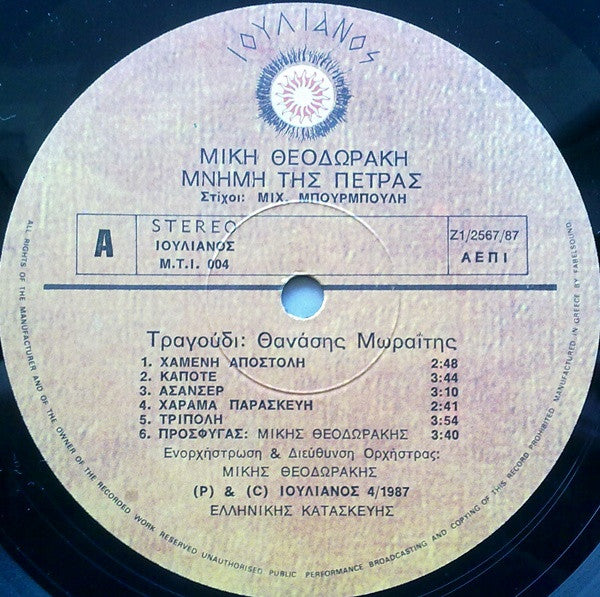 ΙΟΥΛΙΑΝΟΣ
ΜΙΚΗ ΘΕΟΔΩΡΑΚΗ
ΜΝΗΜΗ ΤΗΣ ΠΕΤΡΑΣ
Στίχοι: ΜΙΧ. ΜΠΟΥΡΜΠΟΥΛΗ
A
STEREO
ΙΟΥΛΙΑΝΟΣ
Μ.Τ.Ι. 004
Z1/2567/87
ΑΕΠΙ
Τραγούδι: Θανάσης Μωραΐτης
1. ΧΑΜΕΝΗ ΑΠΟΣΤΟΛΗ 2:48
2. ΚΑΠΟΤΕ 3:44
3. ΑΣΑΝΣΕΡ 3:10
4. ΧΑΡΑΜΑ ΠΑΡΑΣΚΕΥΗ 2:41
5. ΤΡΙΠΟΛΗ 3:54
6. ΠΡΟΣΦΥΓΑΣ: ΜΙΚΗΣ ΘΕΟΔΩΡΑΚΗΣ 3:40
Ενορχήστρωση & Διεύθυνση Ορχήστρας:
ΜΙΚΗΣ ΘΕΟΔΩΡΑΚΗΣ
(P) & (C) ΙΟΥΛΙΑΝΟΣ 4/1987
ΕΛΛΗΝΙΚΗΣ ΚΑΤΑΣΚΕΥΗΣ
ALL RIGHTS OF THE MANUFACTURER AND OF THE OWNER OF THE RECORDED WORK RESERVED UNAUTHORISED PUBLIC PERFORMANCE BROADCASTING AND COPYING OF THIS RECORD PROHIBITED MANUFACTURED IN GREECE BY FABELSOUND